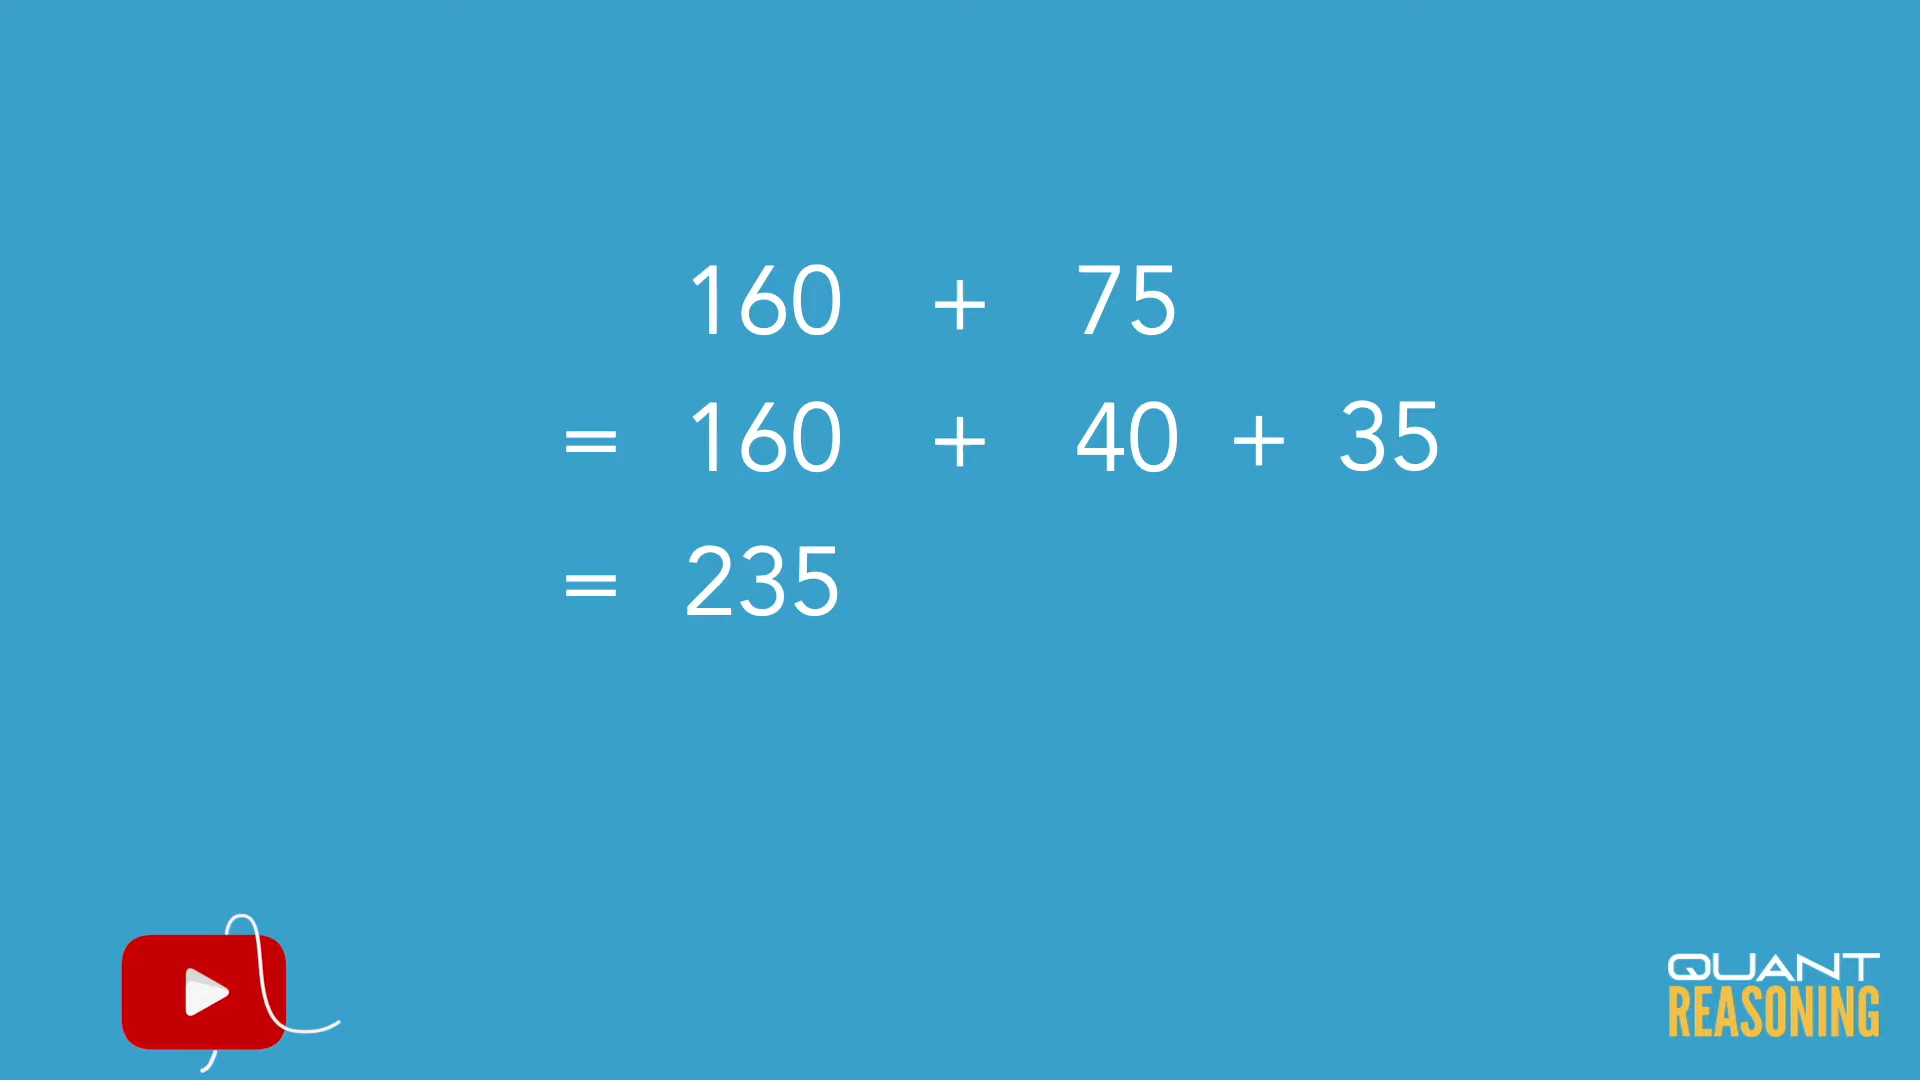 160 + 75
= 160 + 40 + 35
= 235
QUANT
REASONING